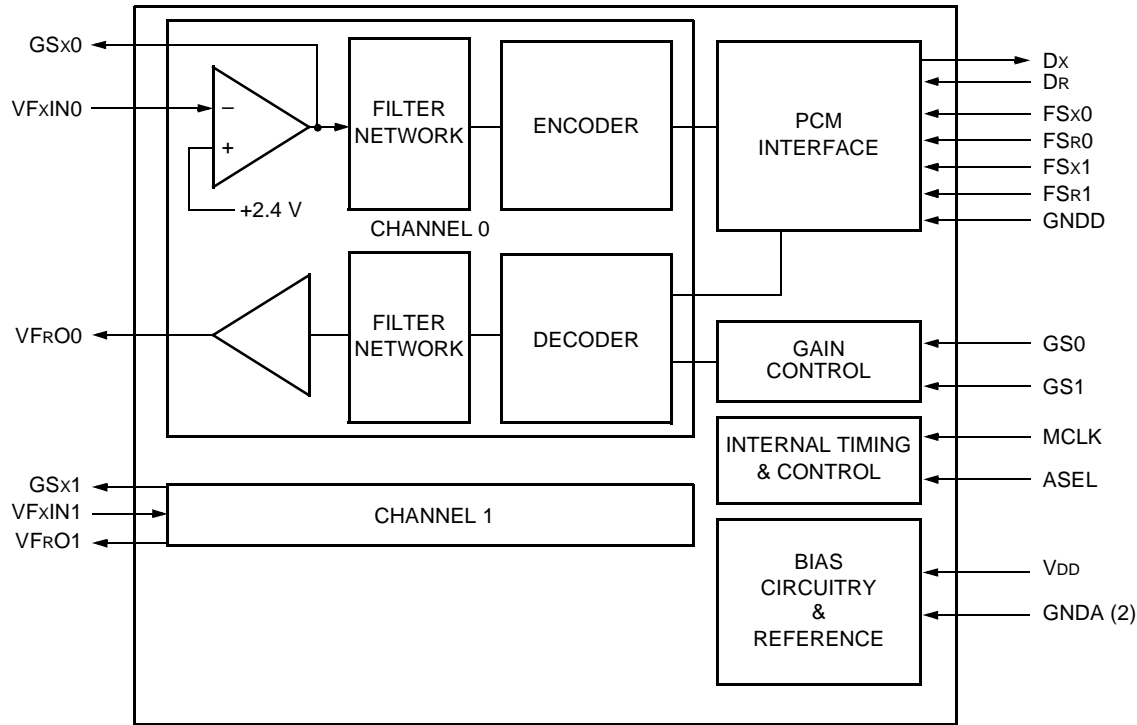 GSX0
VFXIN0
–
+
+2.4 V
FILTER
NETWORK
ENCODER
CHANNEL 0
PCM
INTERFACE
DX
DR
FSX0
FSR0
FSX1
FSR1
GNDD
VFRO0
FILTER
NETWORK
DECODER
GAIN
CONTROL
GS0
GS1
INTERNAL TIMING
& CONTROL
MCLK
ASEL
GSX1
VFXIN1
VFRO1
CHANNEL 1
BIAS
CIRCUITRY
&
REFERENCE
VDD
GNDA (2)